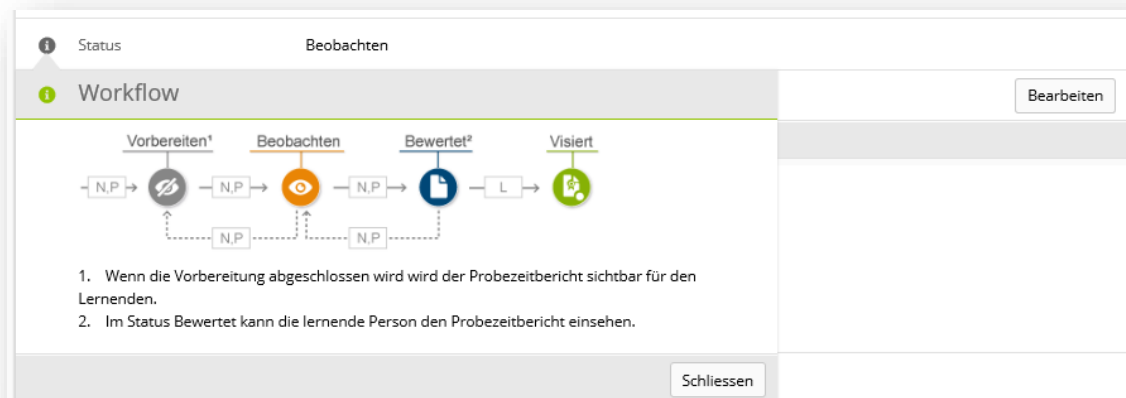 Status Beobachten
Workflow
Bearbeiten
Vorbereiten¹ Beobachten Bewertet² Visiert
N,P N,P N,P L
N,P N,P
1. Wenn die Vorbereitung abgeschlossen wird wird der Probezeitbericht sichtbar für den
Lernenden.
2. Im Status Bewertet kann die lernende Person den Probezeitbericht einsehen.
Schliessen